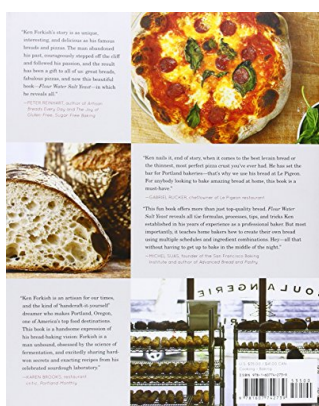 "Ken Forkish's story is as unique,
interesting, and delicious as his famous
breads and pizzas. The man abandoned
his past, courageously stepped off the cliff
and followed his passion, and the result
has been a gift to all of us: great breads,
fabulous pizzas, and now this beautiful
book—Flour Water Salt Yeast—in which
he reveals all."
—PETER REINHART, author of Artisan
Breads Every Day and The Joy of
Gluten-Free, Sugar-Free Baking
"Ken nails it, end of story, when it comes to the best levain bread or
the thinnest, most perfect pizza crust you've ever had. He has set the
bar for Portland bakeries—that's why we use his bread at Le Pigeon.
For anybody looking to bake amazing bread at home, this book is a
must-have."
—GABRIEL RUCKER, chef/owner of Le Pigeon restaurant
"This fun book offers more than just top-quality bread. Flour Water
Salt Yeast reveals all the formulas, processes, tips, and tricks Ken
established in his years of experience as a professional baker. But most
importantly, it teaches home bakers how to create their own bread
using multiple schedules and ingredient combinations. Hey—all that
without having to get up to bake in the middle of the night."
—MICHEL SUAS, founder of the San Francisco Baking
Institute and author of Advanced Bread and Pastry
"Ken Forkish is an artisan for our times,
and the kind of 'handcraft-it-yourself'
dreamer who makes Portland, Oregon,
one of America's top food destinations.
This book is a handsome expression
of his bread-baking vision: Forkish is a
man unbound, obsessed by the science of
fermentation, and excitedly sharing hard-
won secrets and exacting recipes from his
celebrated sourdough laboratory."
—KAREN BROOKS, restaurant
critic, Portland Monthly
OULANGERIE